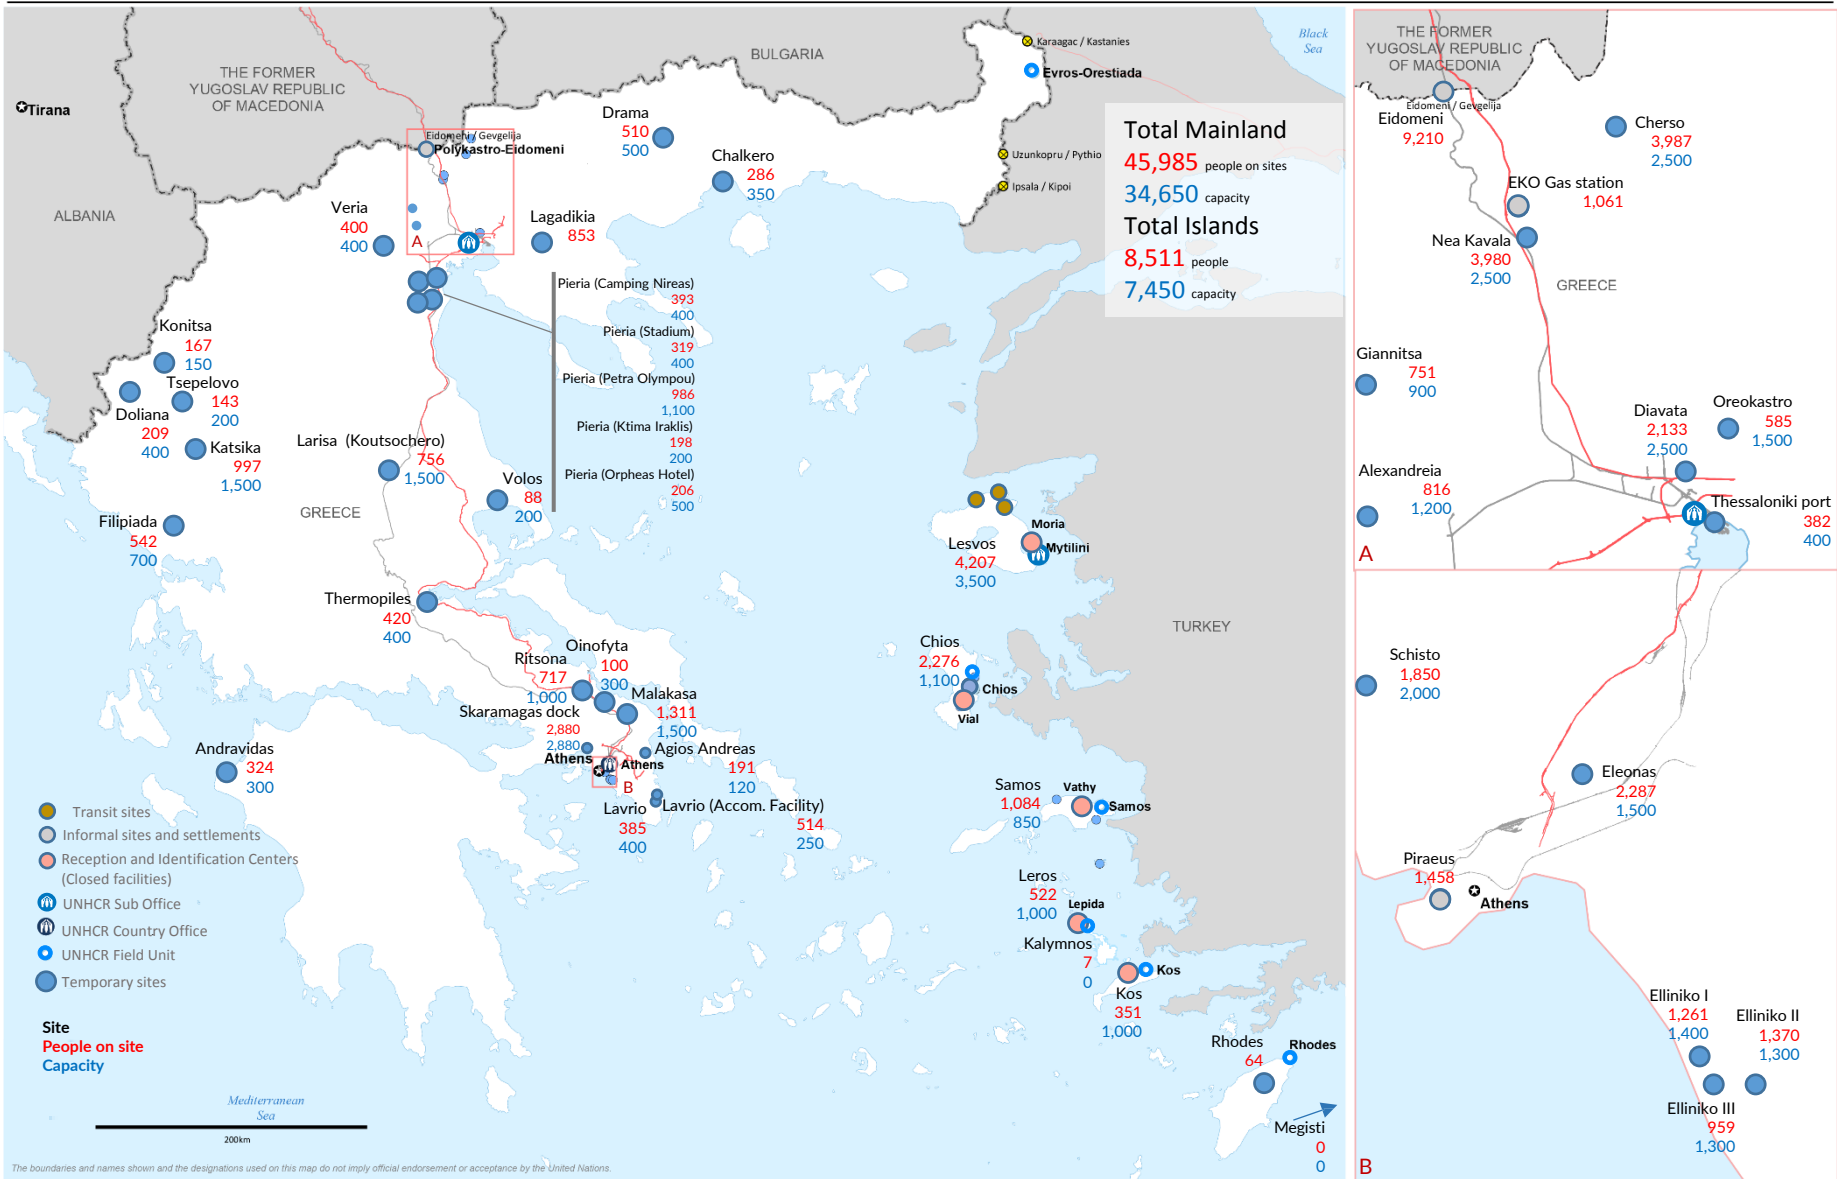 Black
Sea
BULGARIA
Karaagac / Kastanies
Evros-Orestiada
THE FORMER
YUGOSLAV REPUBLIC
OF MACEDONIA
Tirana
ALBANIA
Eidomeni / Gevgelija
Polykastro-Eidomeni
Drama
510
500
Chalkero
286
350
Uzunkopru / Pythio
Ipsala / Kipoi
Total Mainland
45,985 people on sites
34,650 capacity
Total Islands
8,511 people
7,450 capacity
Veria
400
400
A
Lagadikia
853
Pieria (Camping Nireas)
393
400
Pieria (Stadium)
319
400
Pieria (Petra Olympou)
986
1,100
Pieria (Ktima Iraklis)
198
200
Pieria (Orpheas Hotel)
206
500
Konitsa
167
150
Tsepelovo
143
200
Doliana
209
400
Katsika
997
1,500
Larisa (Koutsochero)
756
1,500
Volos
88
200
GREECE
Filipiada
542
700
Thermopiles
420
400
Oinofyta
100
300
Ritsona
717
1,000
Malakasa
1,311
1,500
Skaramagas dock
2,880
2,880
Athens
Athens
B
Agios Andreas
191
120
Lavrio
385
400
Lavrio (Accom. Facility)
514
250
Andravidas
324
300
Moria
Mytilini
Lesvos
4,207
3,500
TURKEY
Chios
2,276
1,100
Chios
Vial
Samos
1,084
850
Vathy
Samos
Leros
522
1,000
Lepida
Kalymnos
7
0
Kos
Kos
351
1,000
Rhodes
64
Rhodes
Megisti
0
0
Transit sites
Informal sites and settlements
Reception and Identification Centers
(Closed facilities)
UNHCR Sub Office
UNHCR Country Office
UNHCR Field Unit
Temporary sites
Site
People on site
Capacity
Mediterranean
Sea
200km
The boundaries and names shown and the designations used on this map do not imply official endorsement or acceptance by the United Nations.
THE FORMER
YUGOSLAV REPUBLIC
OF MACEDONIA
Eidomeni / Gevgelija
Eidomeni
9,210
Cherso
3,987
2,500
EKO Gas station
1,061
Nea Kavala
3,980
2,500
GREECE
Giannitsa
751
900
Diavata
2,133
2,500
Oreokastro
585
1,500
Alexandreia
816
1,200
Thessaloniki port
382
400
A
Schisto
1,850
2,000
Eleonas
2,287
1,500
Piraeus
1,458
Athens
Elliniko I
1,261
1,400
Elliniko II
1,370
1,300
Elliniko III
959
1,300
B